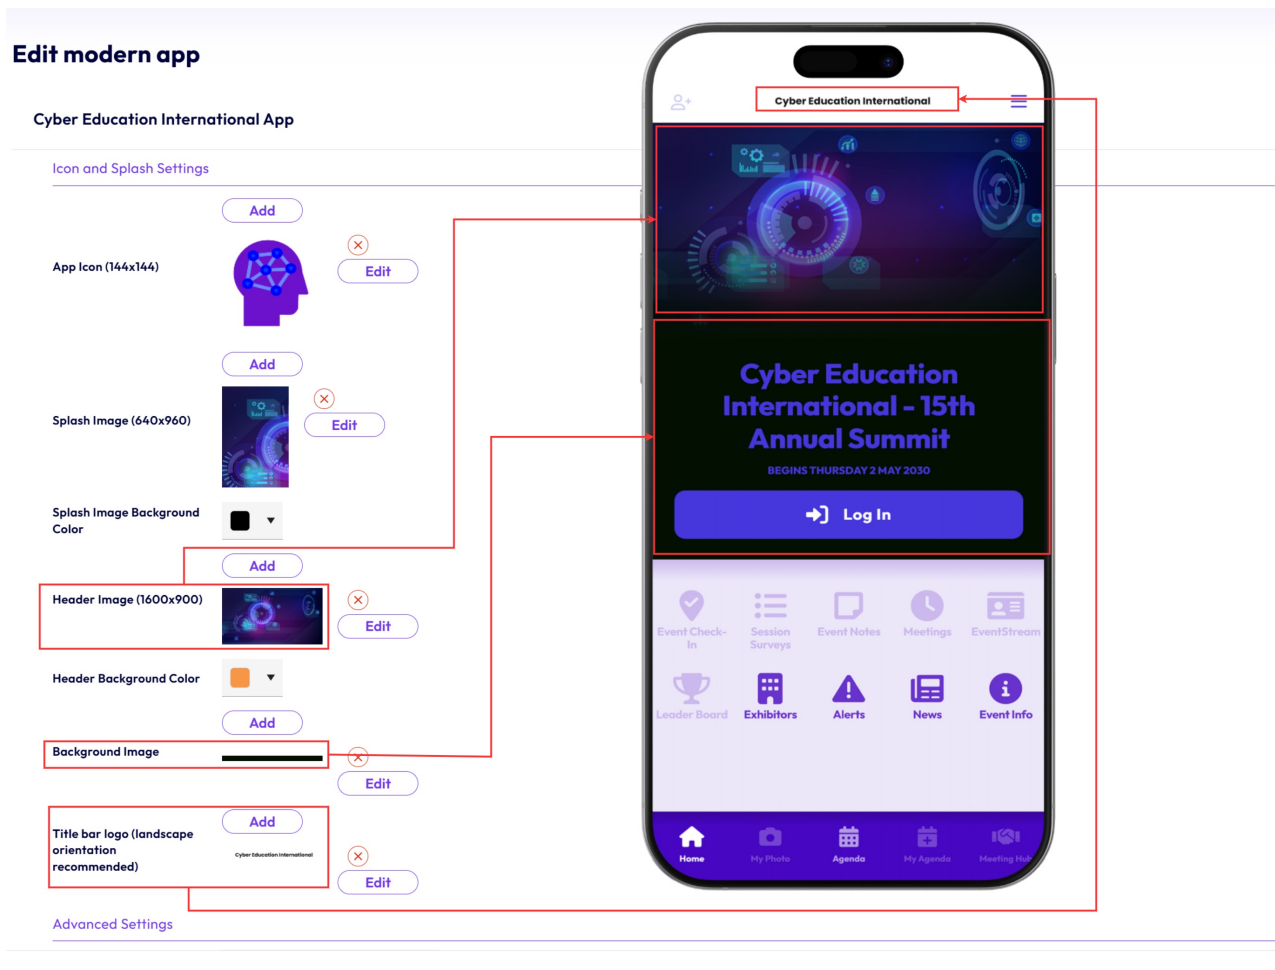 Edit modern app
Cyber Education International App
Icon and Splash Settings
Add
App Icon (144x144)
Edit
Add
Splash Image (640x960)
Edit
Splash Image Background
Color
Add
Header Image (1600x900)
Edit
Header Background Color
Add
Background Image
Edit
Add
Title bar logo (landscape
orientation
recommended)
Cyber Education International
Edit
Advanced Settings
Cyber Education International
Cyber Education
International - 15th
Annual Summit
BEGINS THURSDAY 2 MAY 2030
Log In
Event Check-
In
Session
Surveys
Event Notes
Meetings
EventStream
Leader Board
Exhibitors
Alerts
News
Event Info
Home
My Photo
Agenda
My Agenda
Meeting Hub